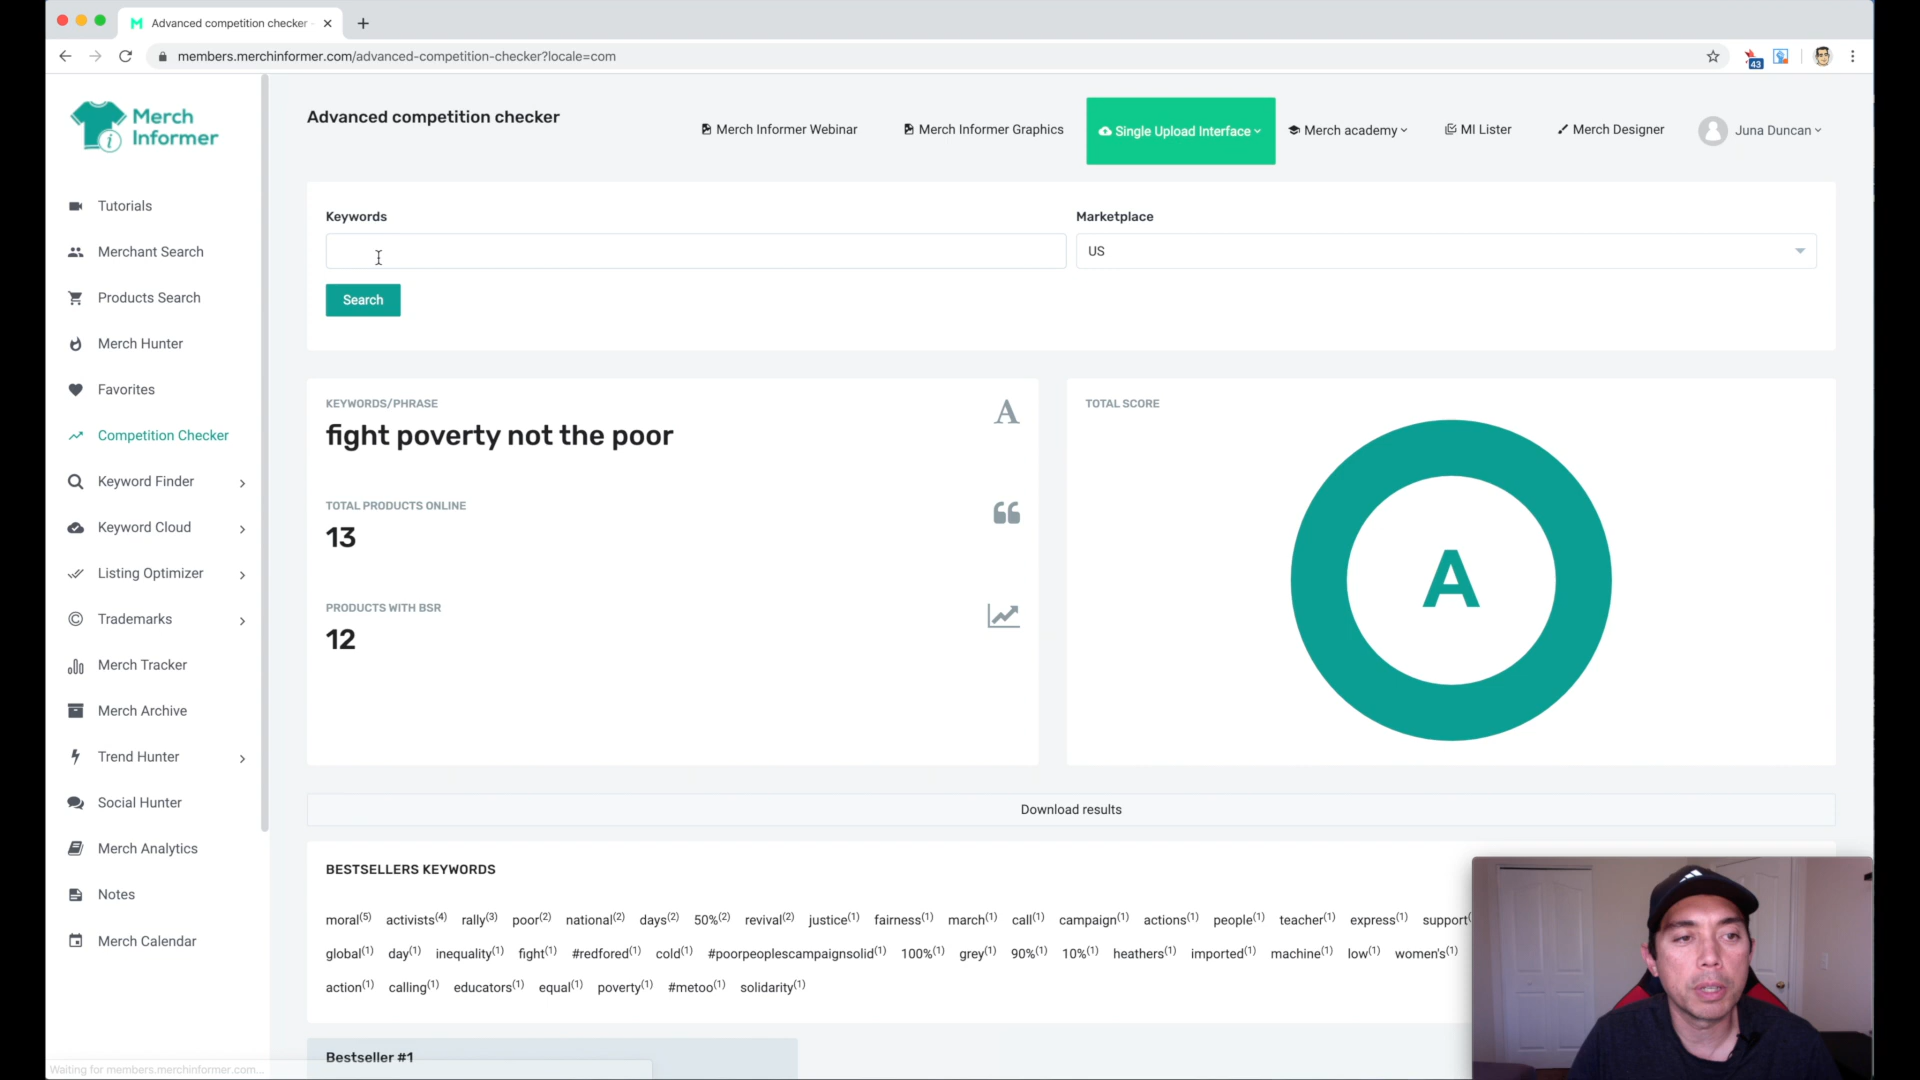 Advanced competition checker
members.merchinformer.com/advanced-competition-checker?locale=com
43
Merch Informer
Advanced competition checker
Merch Informer Webinar
Merch Informer Graphics
Single Upload Interface
Merch academy
MI Lister
Merch Designer
Juna Duncan
Tutorials
Merchant Search
Products Search
Merch Hunter
Favorites
Competition Checker
Keyword Finder
Keyword Cloud
Listing Optimizer
Trademarks
Merch Tracker
Merch Archive
Trend Hunter
Social Hunter
Merch Analytics
Notes
Merch Calendar
Keywords
Marketplace
US
Search
KEYWORDS/PHRASE
fight poverty not the poor
TOTAL PRODUCTS ONLINE
13
PRODUCTS WITH BSR
12
TOTAL SCORE
A
Download results
BESTSELLERS KEYWORDS
moral(5) activists(4) rally(3) poor(2) national(2) days(2) 50%(2) revival(2) justice(1) fairness(1) march(1) call(1) campaign(1) actions(1) people(1) teacher(1) express(1) support(
global(1) day(1) inequality(1) fight(1) #redfored(1) cold(1) #poorpeoplescampaignsolid(1) 100%(1) grey(1) 90%(1) 10%(1) heathers(1) imported(1) machine(1) low(1) women's(1)
action(1) calling(1) educators(1) equal(1) poverty(1) #metoo(1) solidarity(1)
Bestseller #1
Waiting for members.merchinformer.com...